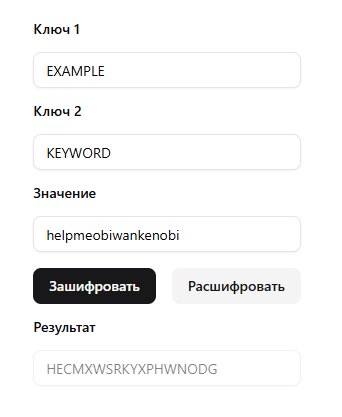 Ключ 1
EXAMPLE
Ключ 2
KEYWORD
Значение
helpmeobiwankenobi
Зашифровать Расшифровать
Результат
HECMXWSRKYXPHWNODG